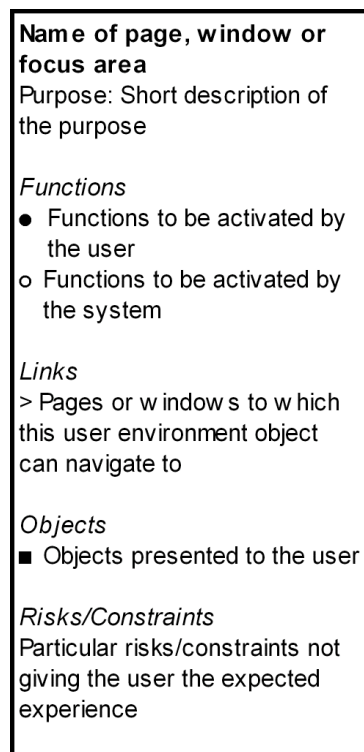 Name of page, window or
focus area
Purpose: Short description of
the purpose
Functions
● Functions to be activated by
the user
○ Functions to be activated by
the system
Links
> Pages or windows to which
this user environment object
can navigate to
Objects
■ Objects presented to the user
Risks/Constraints
Particular risks/constraints not
giving the user the expected
experience